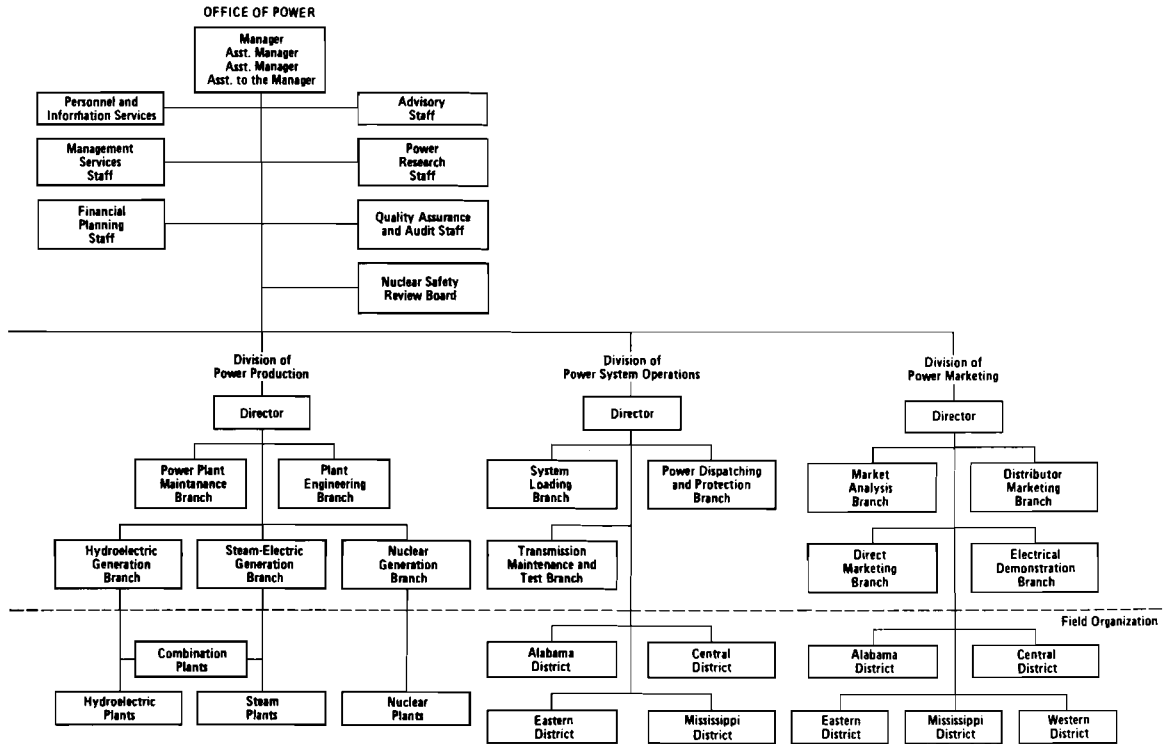 OFFICE OF POWER
Manager
Asst. Manager
Asst. Manager
Asst. to the Manager
Personnel and
Information Services
Advisory
Staff
Management
Services
Staff
Power
Research
Staff
Financial
Planning
Staff
Quality Assurance
and Audit Staff
Nuclear Safety
Review Board
Division of
Power Production
Division of
Power System Operations
Division of
Power Marketing
Director
Director
Director
Power Plant
Maintanance
Branch
Plant
Engineering
Branch
System
Loading
Branch
Power Dispatching
and Protection
Branch
Market
Analysis
Branch
Distributor
Marketing
Branch
Hydroelectric
Generation
Branch
Steam-Electric
Generation
Branch
Nuclear
Generation
Branch
Transmission
Maintenance and
Test Branch
Direct
Marketing
Branch
Electrical
Demonstration
Branch
Field Organization
Combination
Plants
Alabama
District
Central
District
Alabama
District
Central
District
Hydroelectric
Plants
Steam
Plants
Nuclear
Plants
Eastern
District
Mississippi
District
Eastern
District
Mississippi
District
Western
District